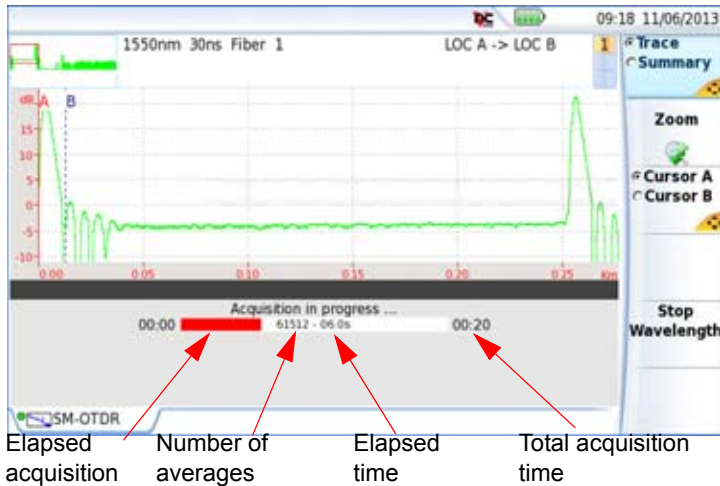 DC 09:18 11/06/2013
1550nm 30ns Fiber 1 LOC A -> LOC B 1
Trace
Summary
Zoom
Cursor A
Cursor B
Stop
Wavelength
dB A B
15
10
5
0
-5
-10
0.00 0.05 0.10 0.15 0.20 0.25 Km
Acquisition in progress ...
00:00 61512 - 06.0s 00:20
SM-OTDR
Elapsed acquisition
Number of averages
Elapsed time
Total acquisition time